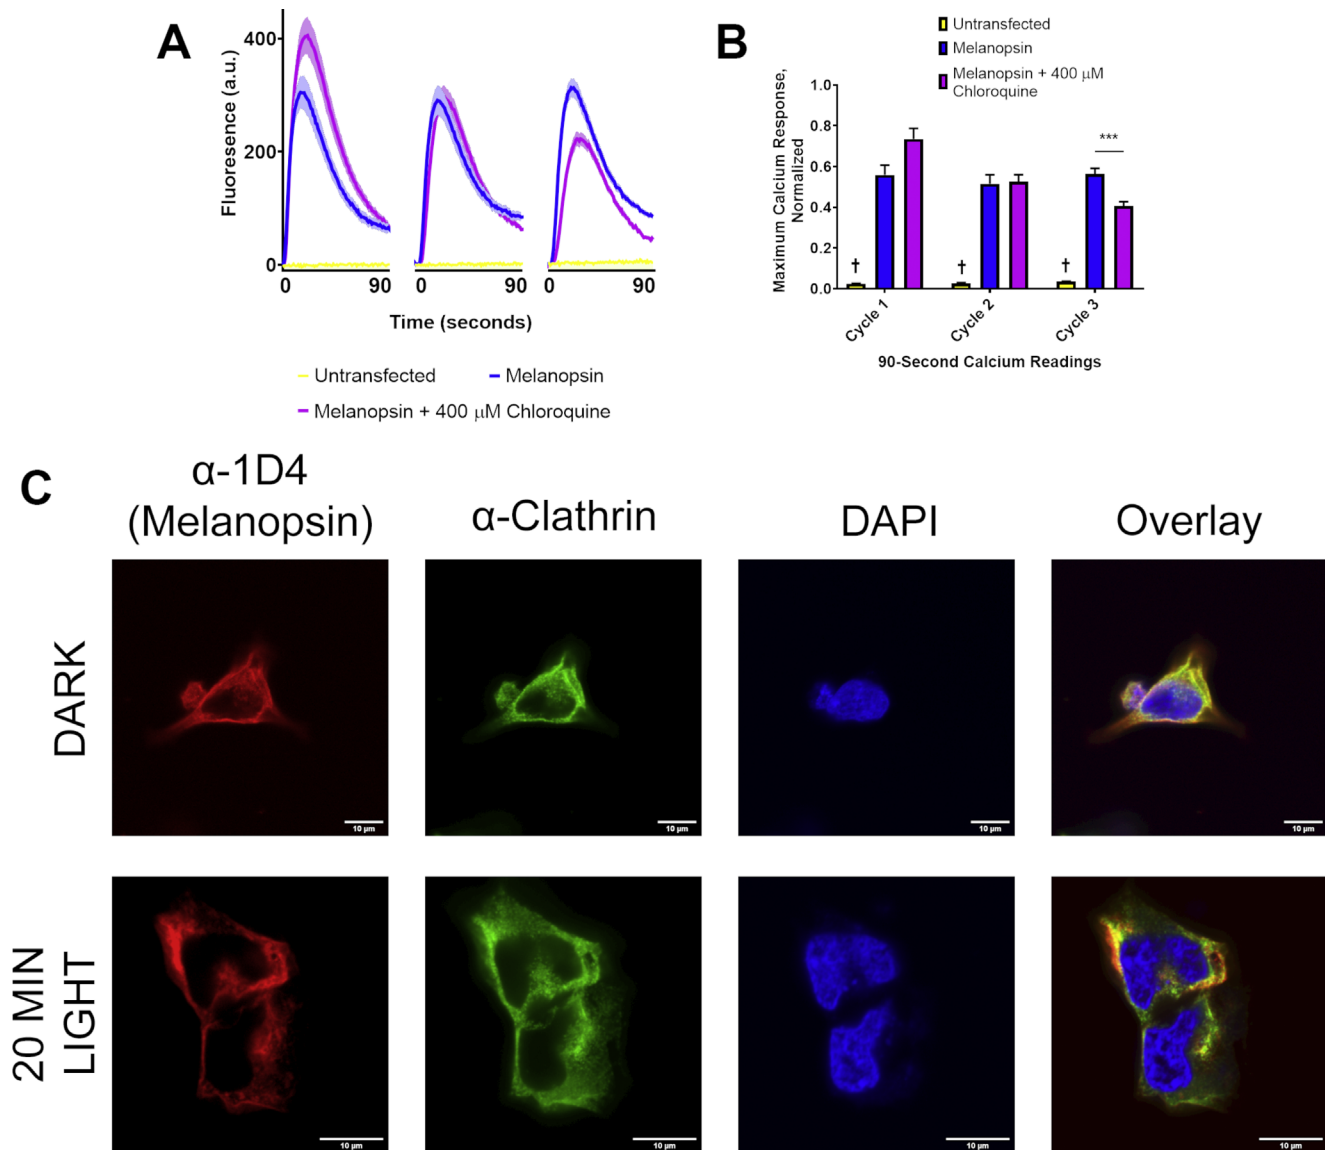 A
Fluoresence (a.u.)
400
200
0
0 90 0 90 0 90
Time (seconds)
Untransfected
Melanopsin
Melanopsin + 400 μM Chloroquine
B
Untransfected
Melanopsin
Melanopsin + 400 μM
Chloroquine
Maximum Calcium Response,
Normalized
1.0
0.8
0.6
0.4
0.2
0.0
†
†
†
***
Cycle 1
Cycle 2
Cycle 3
90-Second Calcium Readings
C
α-1D4
(Melanopsin)
α-Clathrin
DAPI
Overlay
DARK
10 μm
10 μm
10 μm
10 μm
20 MIN
LIGHT
10 μm
10 μm
10 μm
10 μm